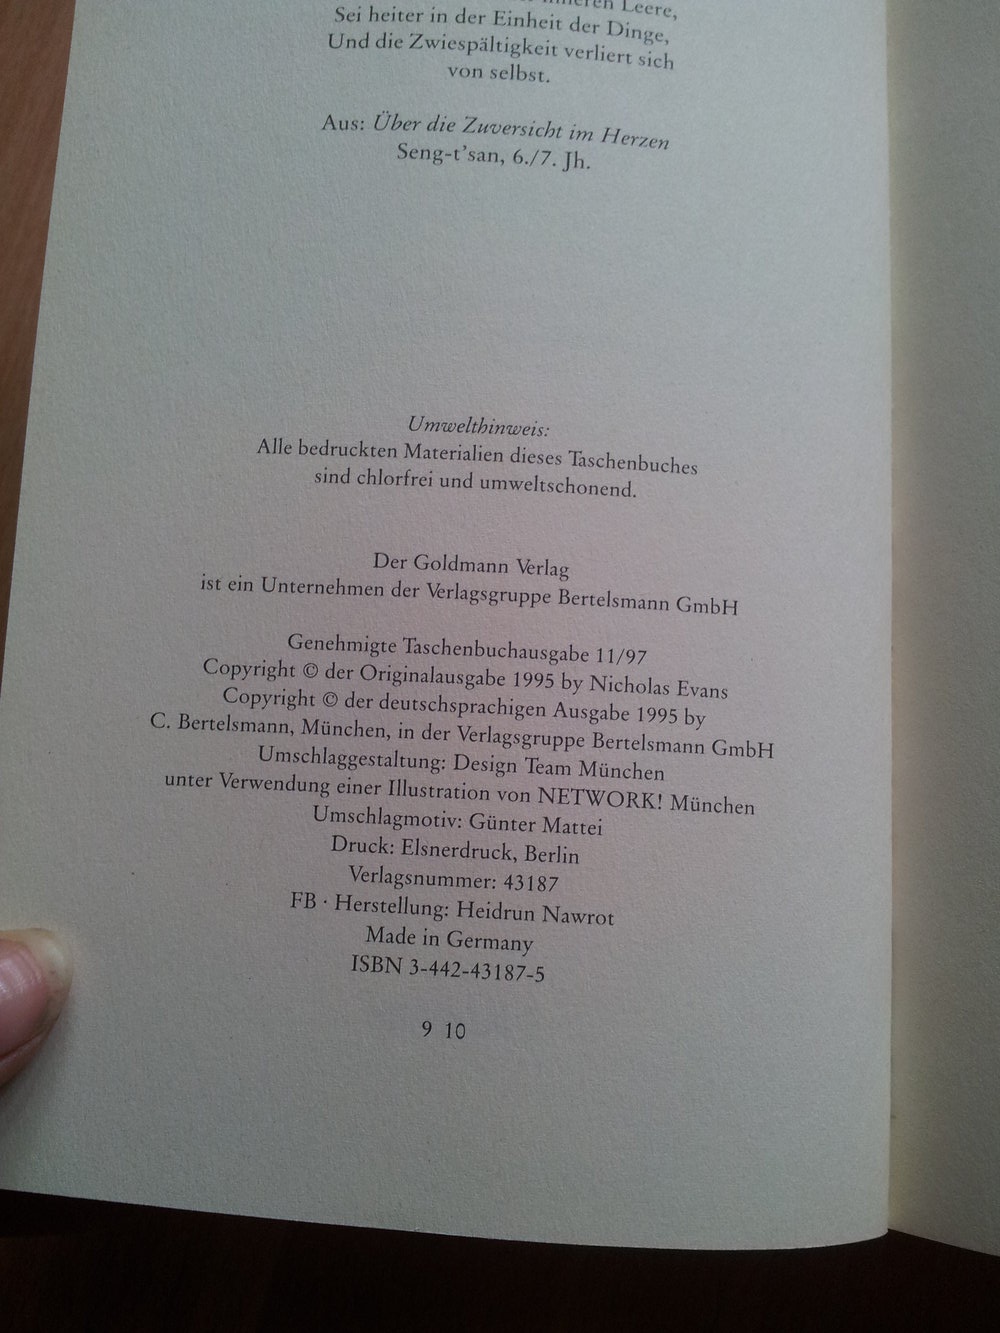 inneren Leere,
Sei heiter in der Einheit der Dinge,
Und die Zwiespältigkeit verliert sich
von selbst.
Aus: Über die Zuversicht im Herzen
Seng-t’san, 6./7. Jh.
Umwelthinweis:
Alle bedruckten Materialien dieses Taschenbuches
sind chlorfrei und umweltschonend.
Der Goldmann Verlag
ist ein Unternehmen der Verlagsgruppe Bertelsmann GmbH
Genehmigte Taschenbuchausgabe 11/97
Copyright © der Originalausgabe 1995 by Nicholas Evans
Copyright © der deutschsprachigen Ausgabe 1995 by
C. Bertelsmann, München, in der Verlagsgruppe Bertelsmann GmbH
Umschlaggestaltung: Design Team München
unter Verwendung einer Illustration von NETWORK! München
Umschlagmotiv: Günter Mattei
Druck: Elsnerdruck, Berlin
Verlagsnummer: 43187
FB · Herstellung: Heidrun Nawrot
Made in Germany
ISBN 3-442-43187-5
9 10